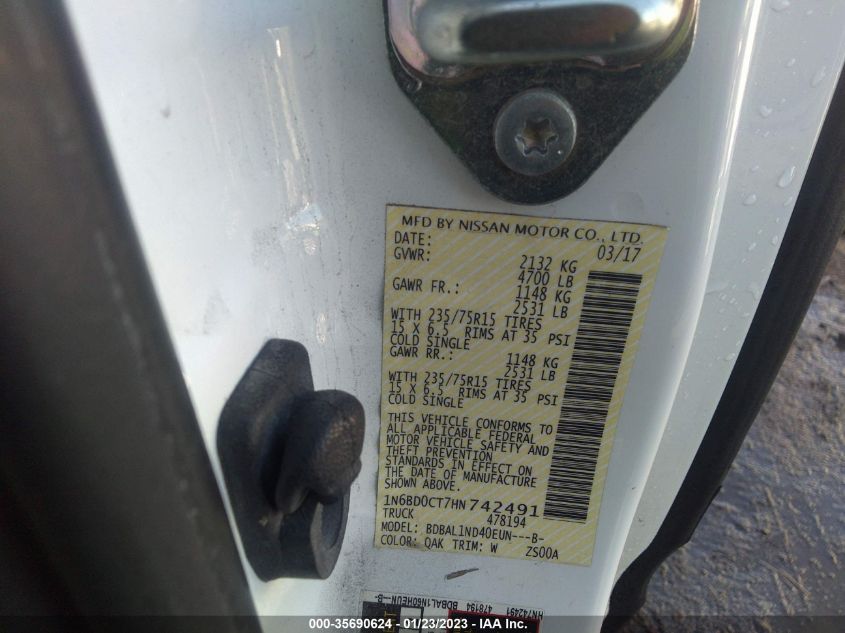 MFD BY NISSAN MOTOR CO., LTD.
DATE: 03/17
GVWR: 2132 KG
4700 LB
GAWR FR.: 1148 KG
2531 LB
WITH 235/75R15 TIRES
15 X 6.5 RIMS AT 35 PSI
COLD SINGLE
GAWR RR.: 1148 KG
2531 LB
WITH 235/75R15 TIRES
15 X 6.5 RIMS AT 35 PSI
COLD SINGLE
THIS VEHICLE CONFORMS TO
ALL APPLICABLE FEDERAL
MOTOR VEHICLE SAFETY AND
THEFT PREVENTION
STANDARDS IN EFFECT ON
THE DATE OF MANUFACTURE
SHOWN ABOVE.
1N6BD0CT7HN742491
TRUCK 478194
MODEL: BDBAL1ND40EUN---B-
COLOR: QAK TRIM: W ZS00A
HN742491
478194 BDBAL1N60HEUN--B-
000-35690624 - 01/23/2023 - IAA Inc.